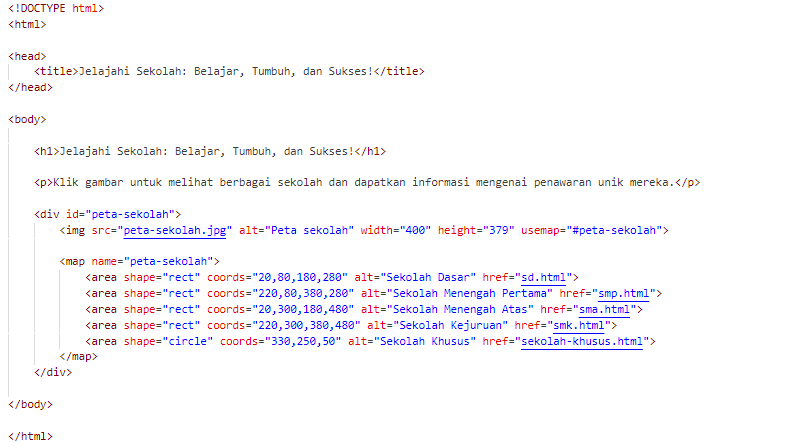 <!DOCTYPE html>
<html>
<head>
<title>Jelajahi Sekolah: Belajar, Tumbuh, dan Sukses!</title>
</head>
<body>
<h1>Jelajahi Sekolah: Belajar, Tumbuh, dan Sukses!</h1>
<p>Klik gambar untuk melihat berbagai sekolah dan dapatkan informasi mengenai penawaran unik mereka.</p>
<div id="peta-sekolah">
<img src="peta-sekolah.jpg" alt="Peta sekolah" width="400" height="379" usemap="#peta-sekolah">
<map name="peta-sekolah">
<area shape="rect" coords="20,80,180,280" alt="Sekolah Dasar" href="sd.html">
<area shape="rect" coords="220,80,380,280" alt="Sekolah Menengah Pertama" href="smp.html">
<area shape="rect" coords="20,300,180,480" alt="Sekolah Menengah Atas" href="sma.html">
<area shape="rect" coords="220,300,380,480" alt="Sekolah Kejuruan" href="smk.html">
<area shape="circle" coords="330,250,50" alt="Sekolah Khusus" href="sekolah-khusus.html">
</map>
</div>
</body>
</html>